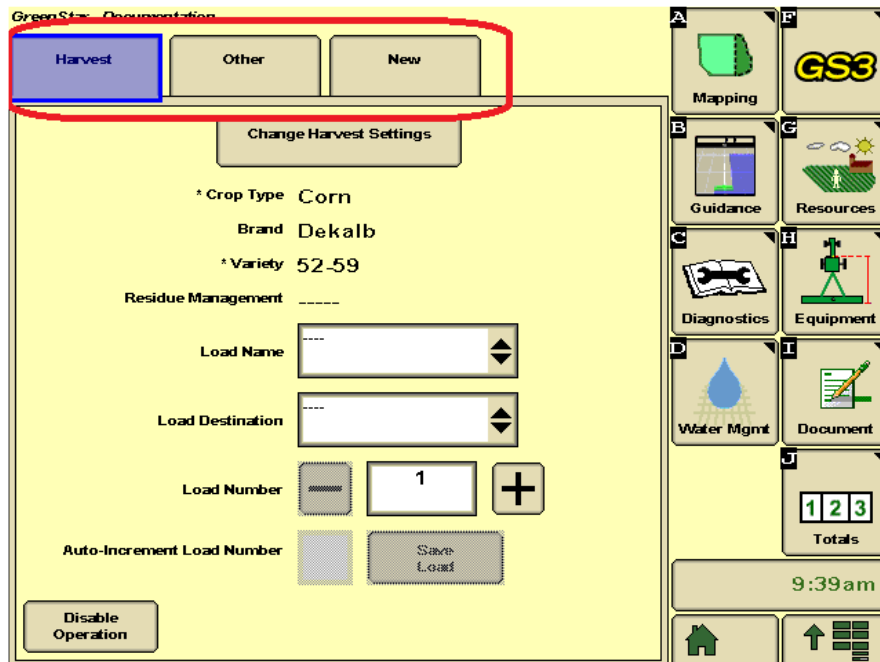 GreenStar - Documentation
Harvest
Other
New
Change Harvest Settings
* Crop Type Corn
Brand Dekalb
* Variety 52-59
Residue Management -----
Load Name ----
Load Destination ----
Load Number 1
Auto-Increment Load Number
Save
Load
Disable
Operation
A
Mapping
F
GS3
B
Guidance
G
Resources
C
Diagnostics
H
Equipment
D
Water Mgmt
I
Document
J
1 2 3
Totals
9:39am